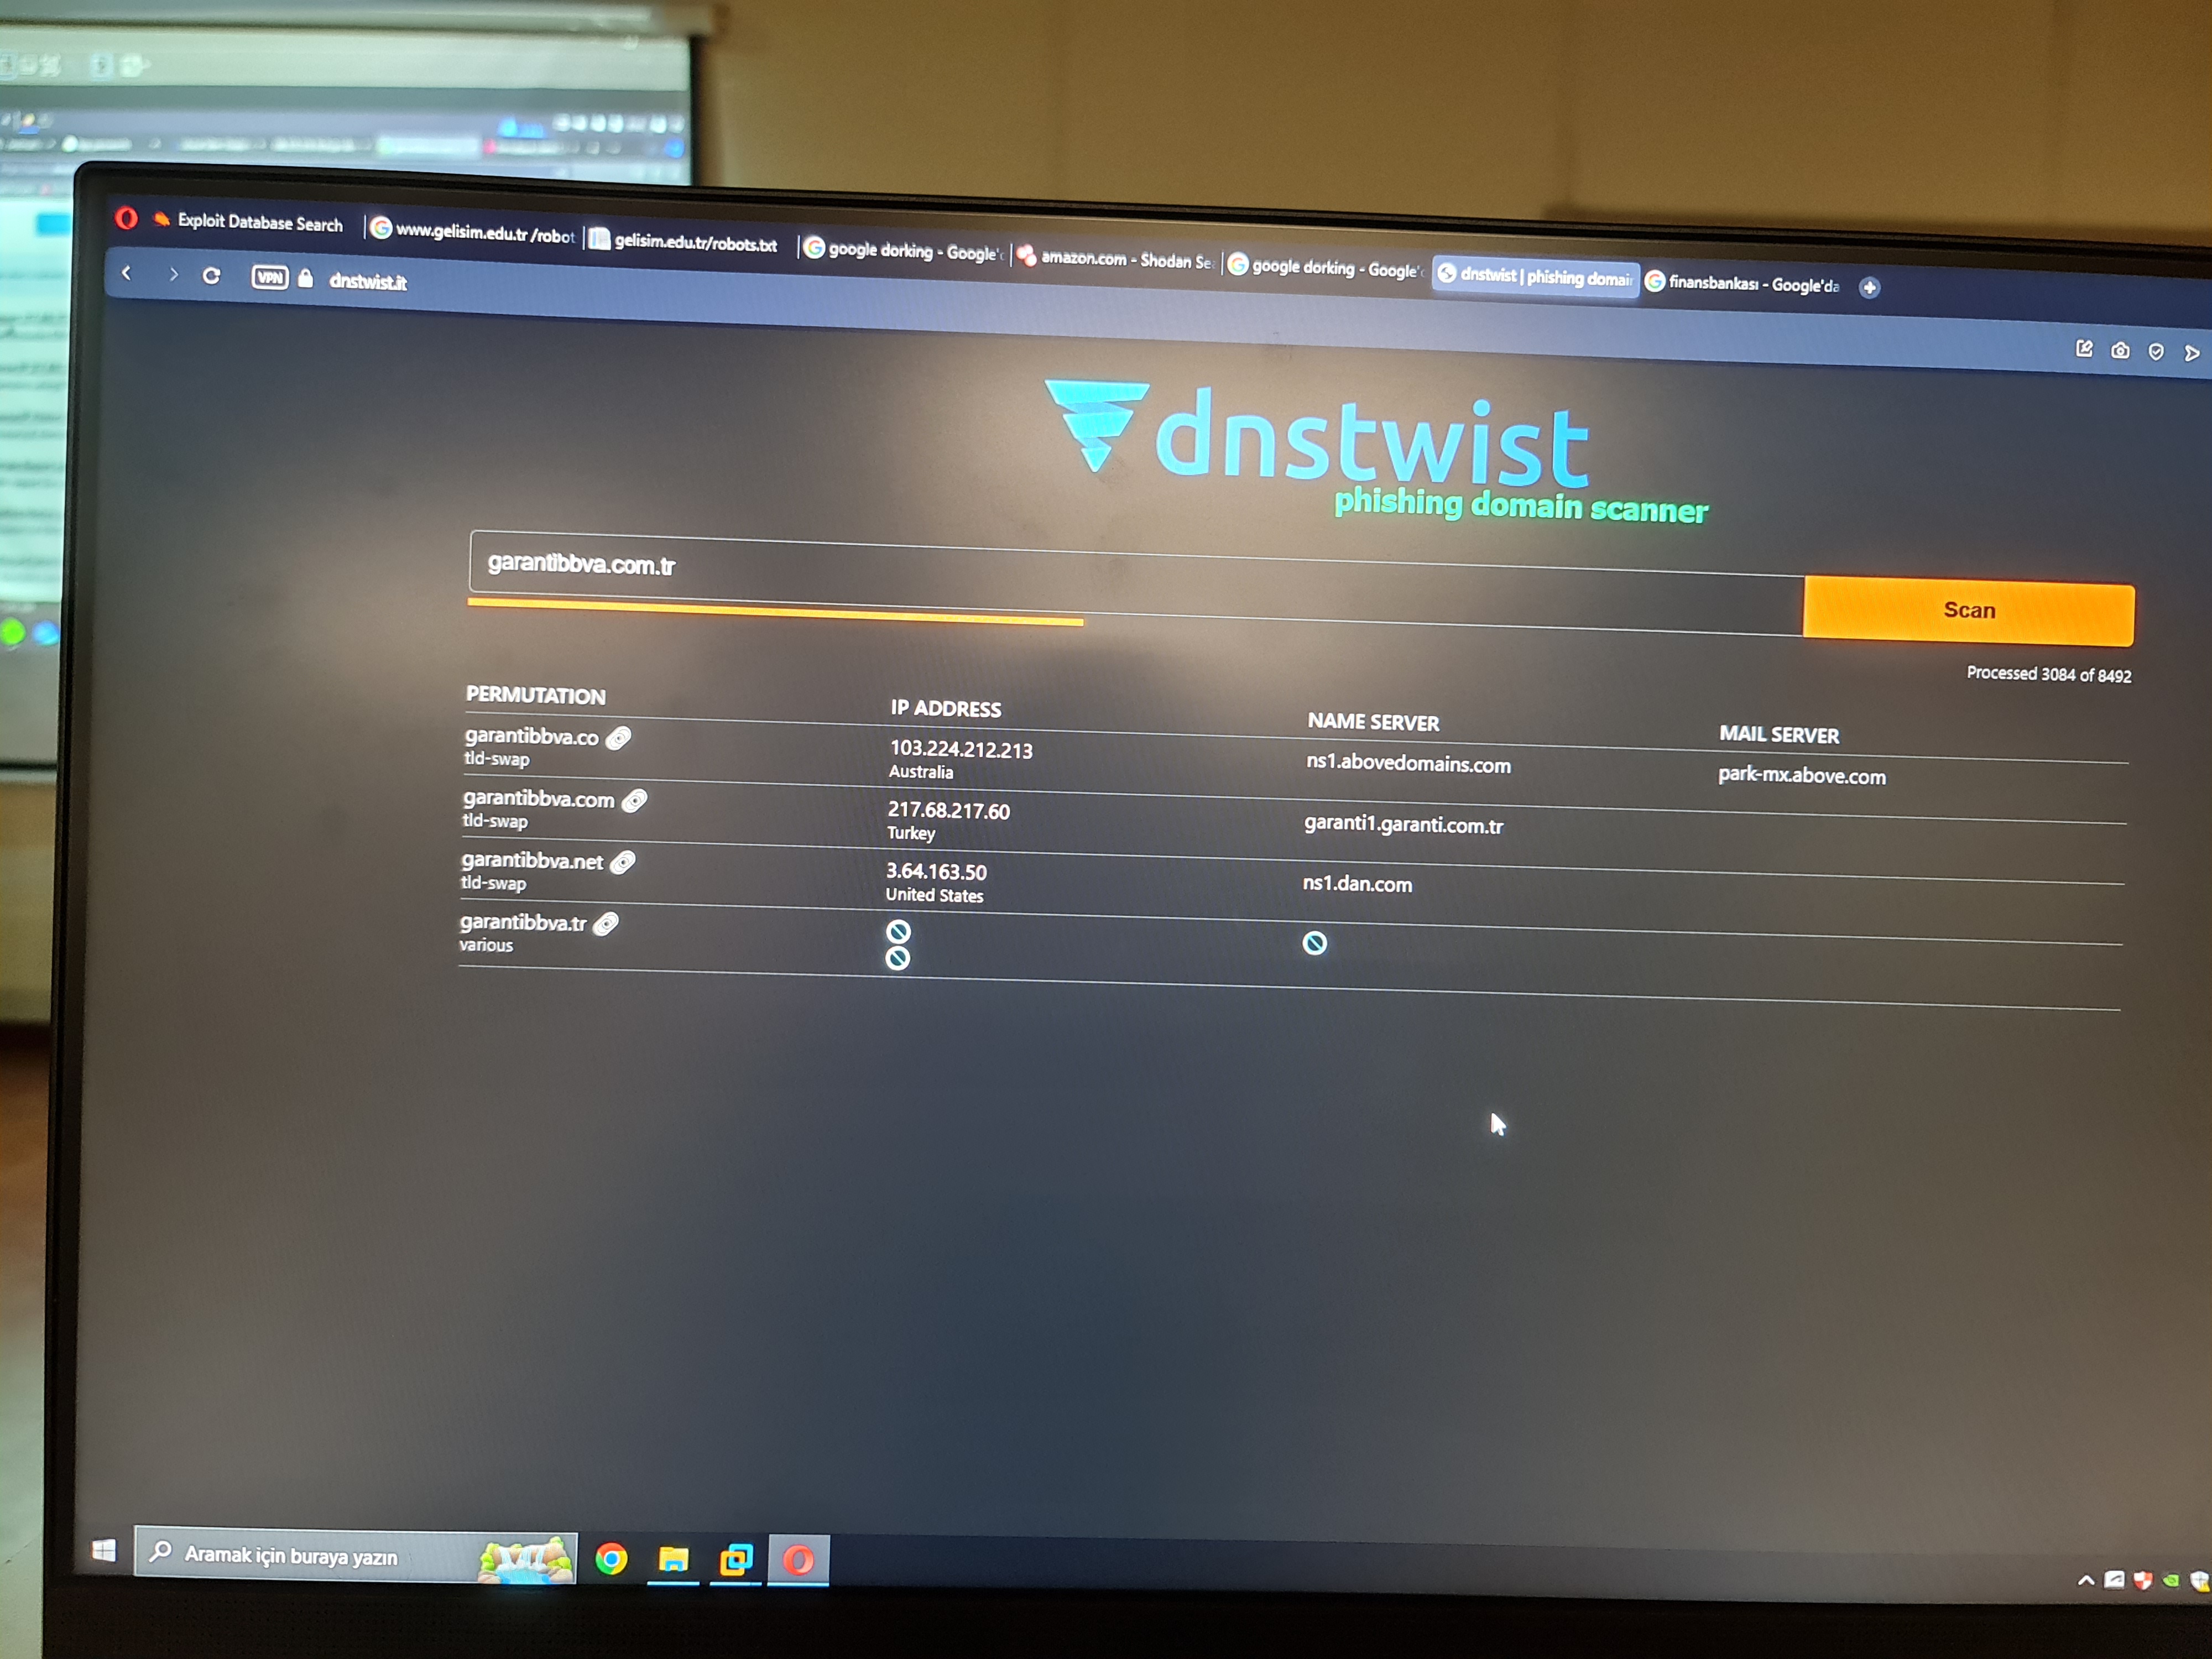 Exploit Database Search
www.gelisim.edu.tr /robot
gelisim.edu.tr/robots.txt
google dorking - Google'
amazon.com - Shodan Se
google dorking - Google'
dnstwist | phishing domai
finansbankası - Google'da
VPN
dnstwist.it
dnstwist
phishing domain scanner
garantibbva.com.tr
Scan
Processed 3084 of 8492
PERMUTATION IP ADDRESS NAME SERVER MAIL SERVER
garantibbva.co 103.224.212.213 ns1.abovedomains.com park-mx.above.com
tld-swap Australia
garantibbva.com 217.68.217.60 garanti1.garanti.com.tr
tld-swap Turkey
garantibbva.net 3.64.163.50 ns1.dan.com
tld-swap United States
garantibbva.tr
various
Aramak için buraya yazın